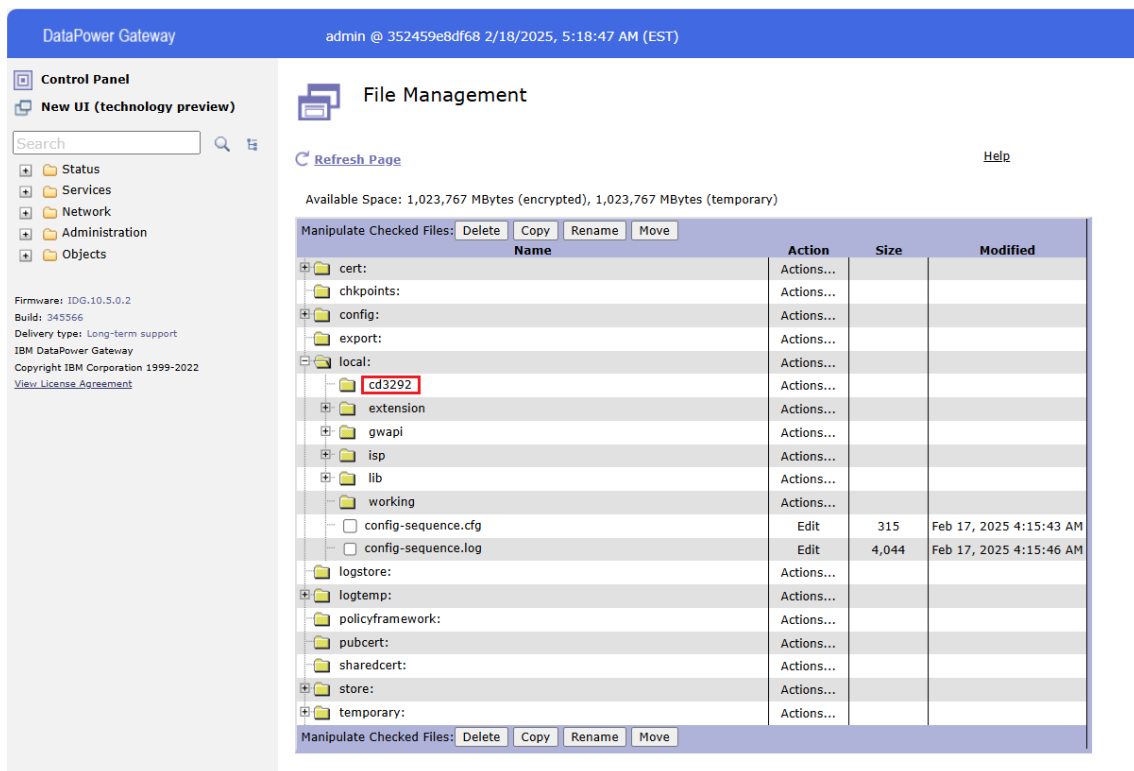 DataPower Gateway
admin @ 352459e8df68 2/18/2025, 5:18:47 AM (EST)
Control Panel
New UI (technology preview)
Search
Status
Services
Network
Administration
Objects
Firmware: IDG.10.5.0.2
Build: 345566
Delivery type: Long-term support
IBM DataPower Gateway
Copyright IBM Corporation 1999-2022
View License Agreement
File Management
Refresh Page
Help
Available Space: 1,023,767 MBytes (encrypted), 1,023,767 MBytes (temporary)
Manipulate Checked Files: Delete Copy Rename Move
Name Action Size Modified
cert: Actions...
chkpoints: Actions...
config: Actions...
export: Actions...
local: Actions...
cd3292 Actions...
extension Actions...
gwapi Actions...
isp Actions...
lib Actions...
working Actions...
config-sequence.cfg Edit 315 Feb 17, 2025 4:15:43 AM
config-sequence.log Edit 4,044 Feb 17, 2025 4:15:46 AM
logstore: Actions...
logtemp: Actions...
policyframework: Actions...
pubcert: Actions...
sharedcert: Actions...
store: Actions...
temporary: Actions...
Manipulate Checked Files: Delete Copy Rename Move